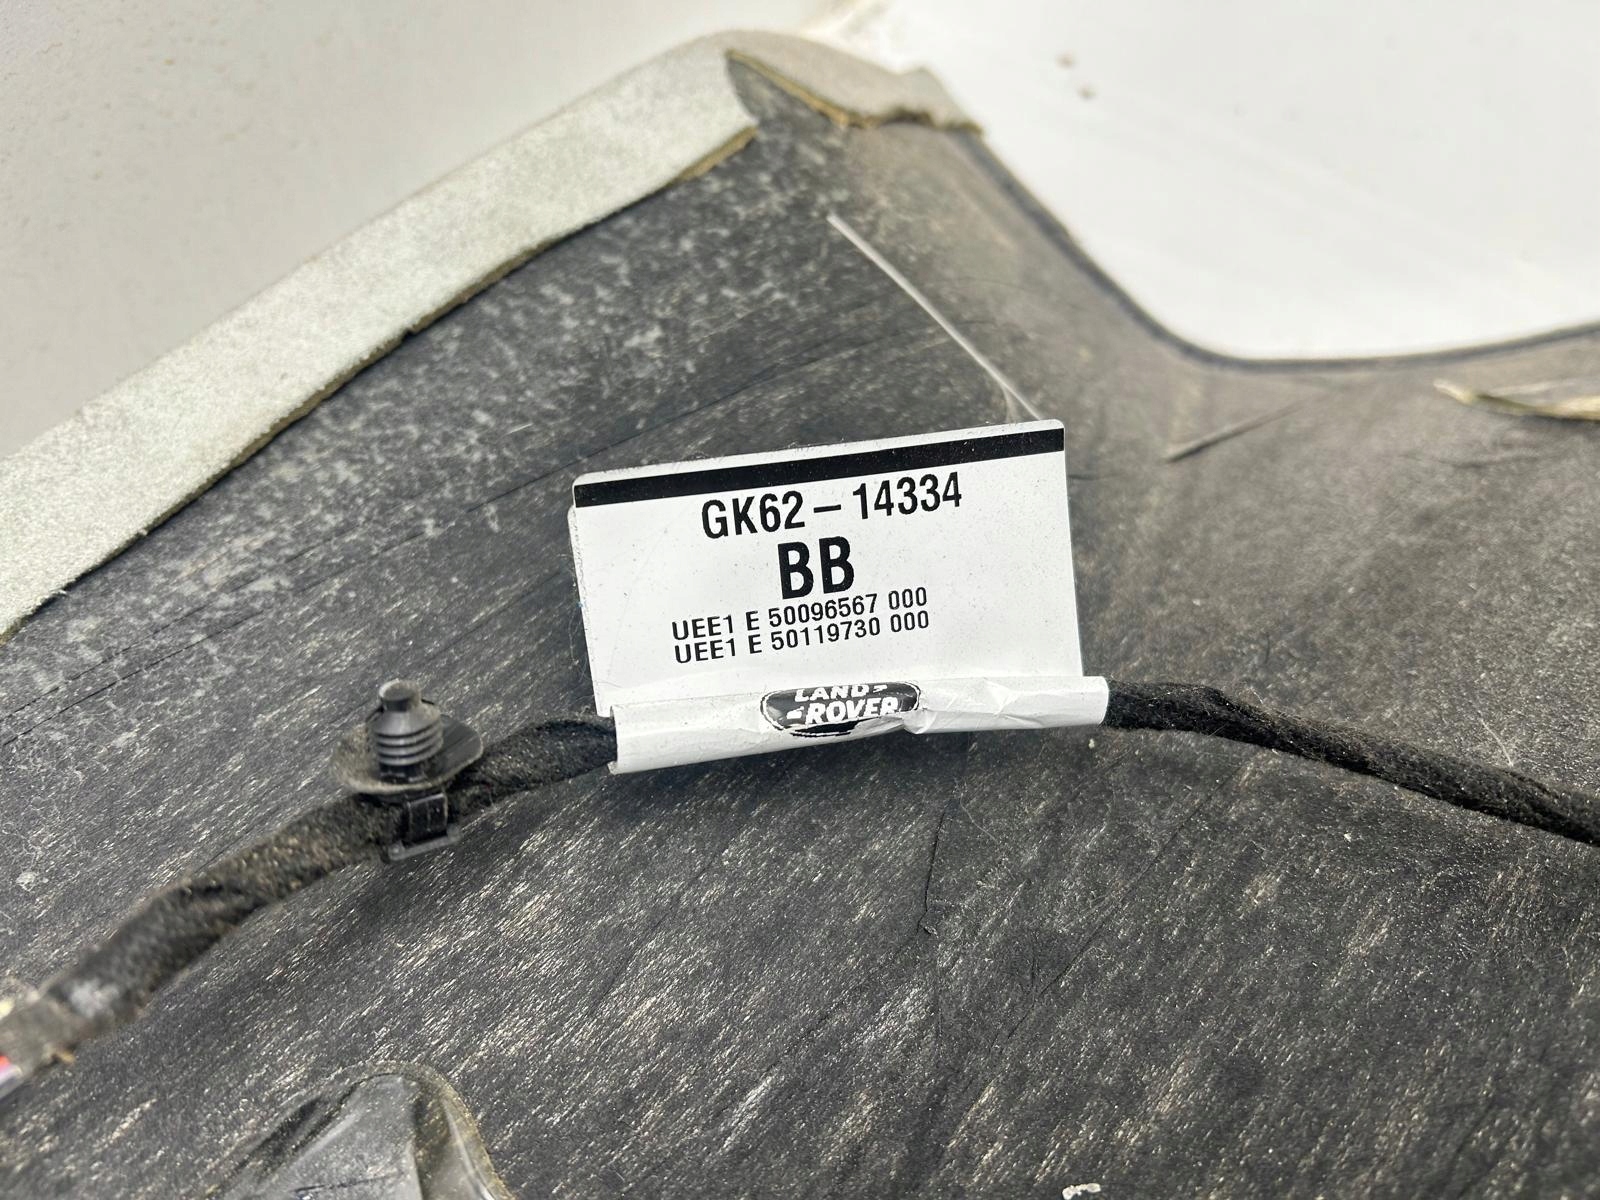 GK62-14334
BB
UEE1 E 50096567 000
UEE1 E 50119730 000
LAND
ROVER